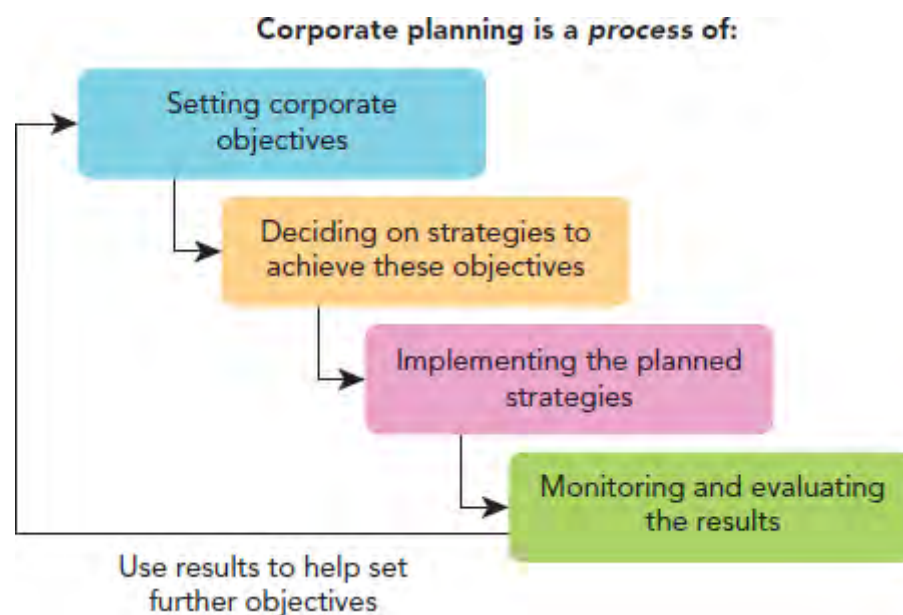 Corporate planning is a process of:
Setting corporate
objectives
Deciding on strategies to
achieve these objectives
Implementing the planned
strategies
Monitoring and evaluating
the results
Use results to help set
further objectives